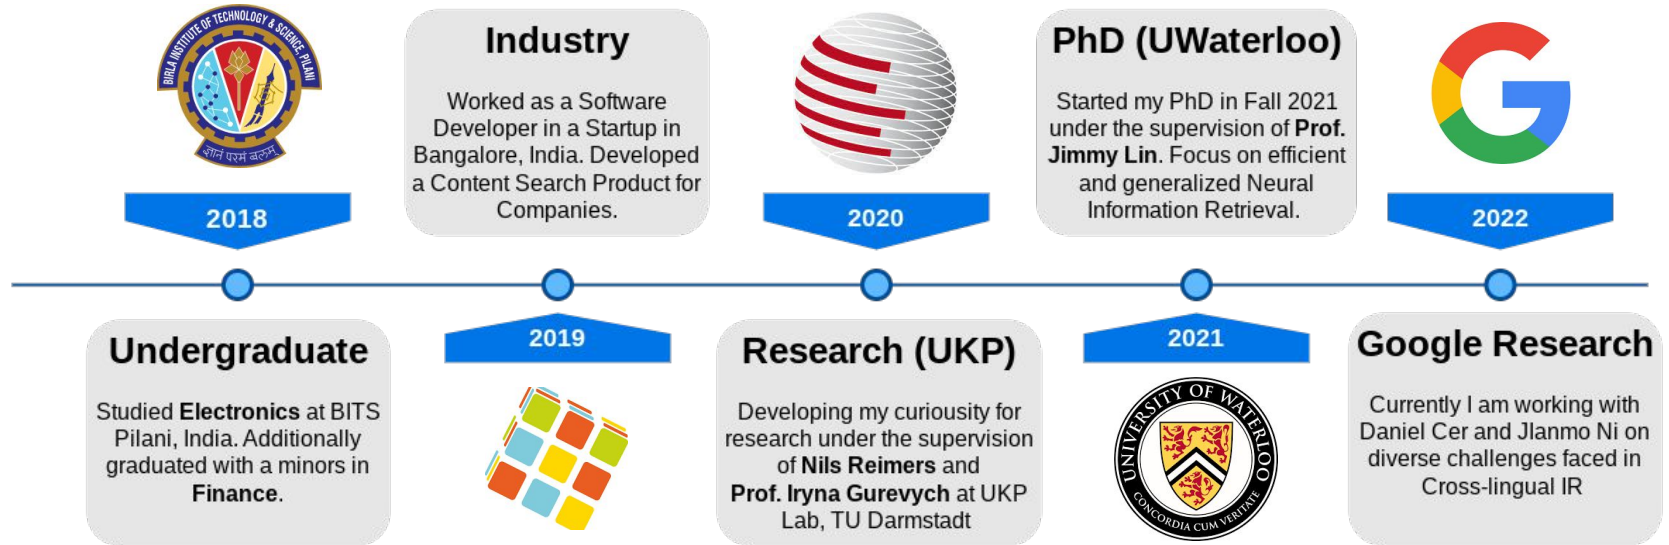 BIRLA INSTITUTE OF TECHNOLOGY & SCIENCE, PILANI
ज्ञानं परमं बलम्
2018
Undergraduate
Studied Electronics at BITS
Pilani, India. Additionally
graduated with a minors in
Finance.
Industry
Worked as a Software
Developer in a Startup in
Bangalore, India. Developed
a Content Search Product for
Companies.
2019
2020
Research (UKP)
Developing my curiousity for
research under the supervision
of Nils Reimers and
Prof. Iryna Gurevych at UKP
Lab, TU Darmstadt
PhD (UWaterloo)
Started my PhD in Fall 2021
under the supervision of Prof.
Jimmy Lin. Focus on efficient
and generalized Neural
Information Retrieval.
2021
UNIVERSITY OF WATERLOO
CONCORDIA CUM VERITATE
G
2022
Google Research
Currently I am working with
Daniel Cer and JIanmo Ni on
diverse challenges faced in
Cross-lingual IR